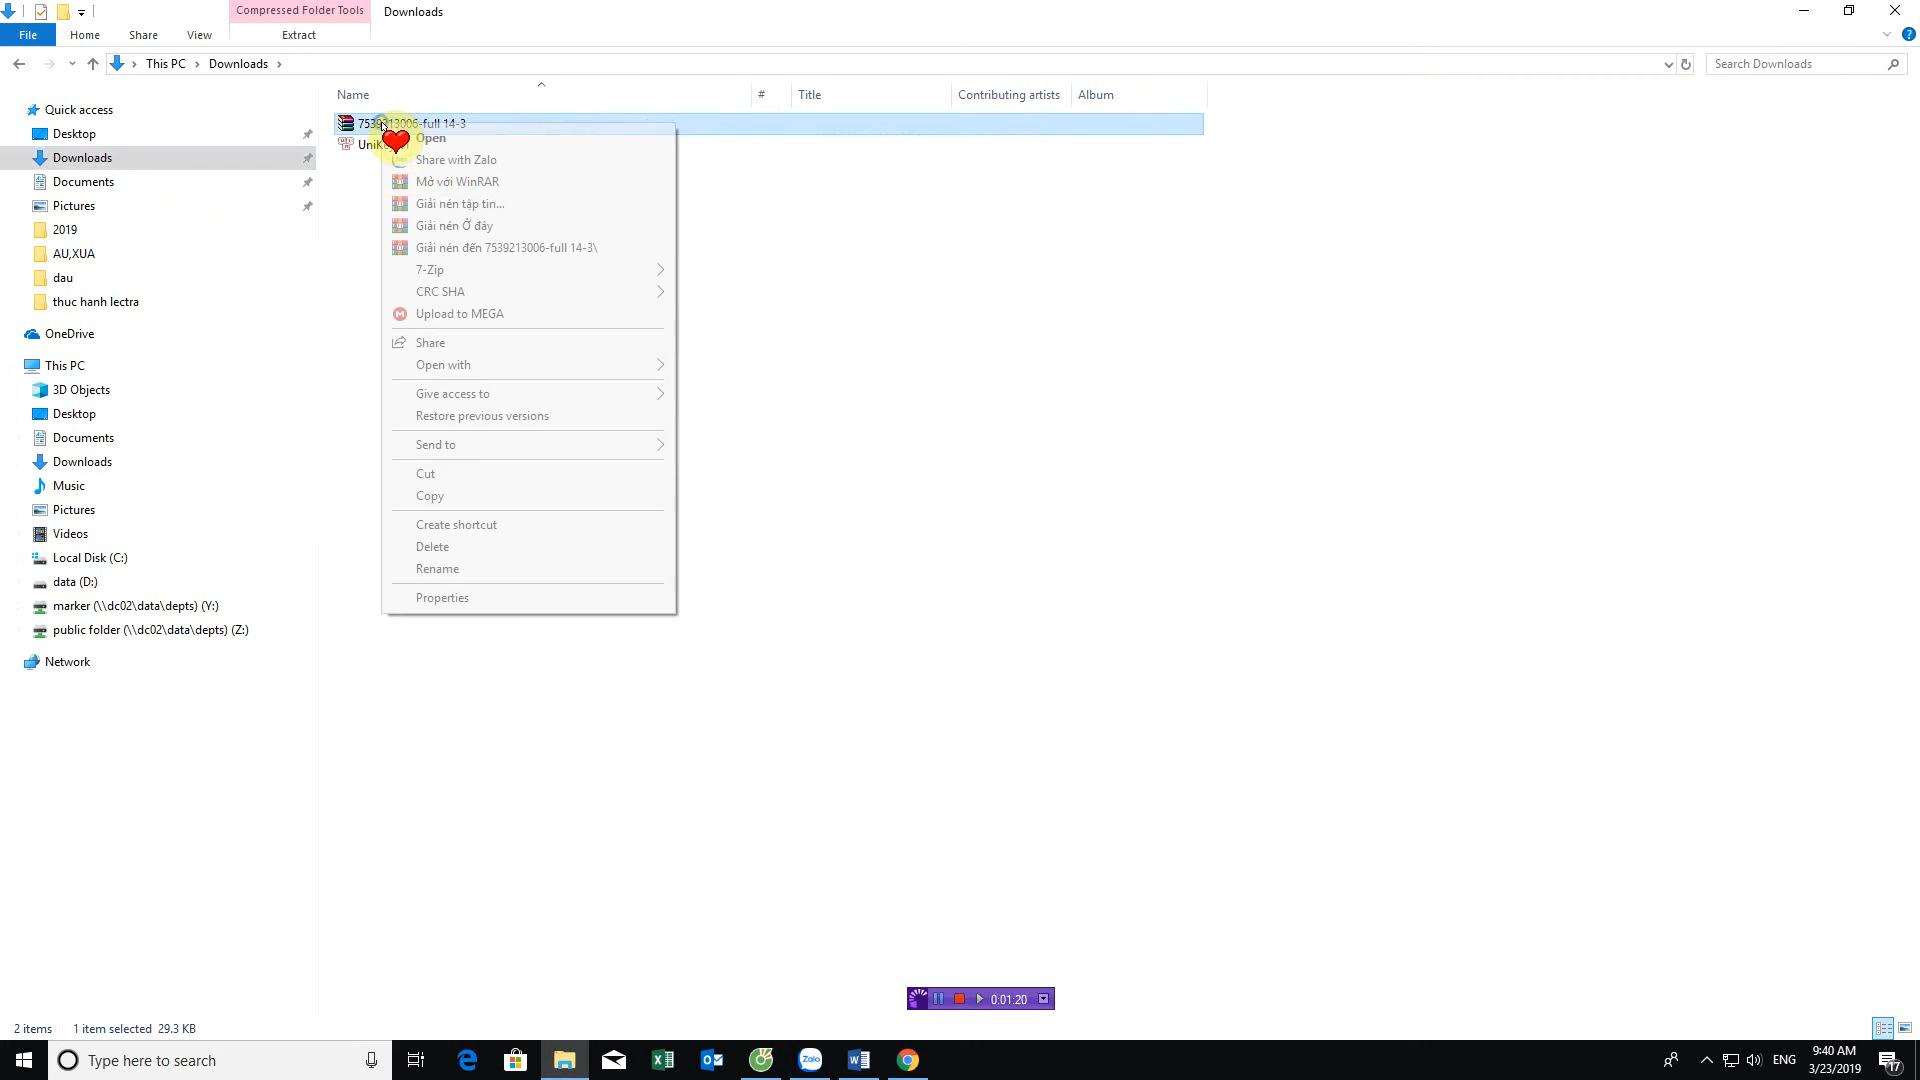 Compressed Folder Tools
Downloads
File
Home
Share
View
Extract
This PC
Downloads
Search Downloads
Name
#
Title
Contributing artists
Album
Quick access
Desktop
Downloads
Documents
Pictures
2019
AU,XUA
dau
thuc hanh lectra
OneDrive
This PC
3D Objects
Desktop
Documents
Downloads
Music
Pictures
Videos
Local Disk (C:)
data (D:)
marker (\\dc02\data\depts) (Y:)
public folder (\\dc02\data\depts) (Z:)
Network
7539213006-full 14-3
Open
Share with Zalo
Mở với WinRAR
Giải nén tập tin...
Giải nén Ở đây
Giải nén đến 7539213006-full 14-3\
7-Zip
CRC SHA
Upload to MEGA
Share
Open with
Give access to
Restore previous versions
Send to
Cut
Copy
Create shortcut
Delete
Rename
Properties
0:01:20
2 items
1 item selected 29.3 KB
Type here to search
Zalo
ENG
9:40 AM
3/23/2019
17